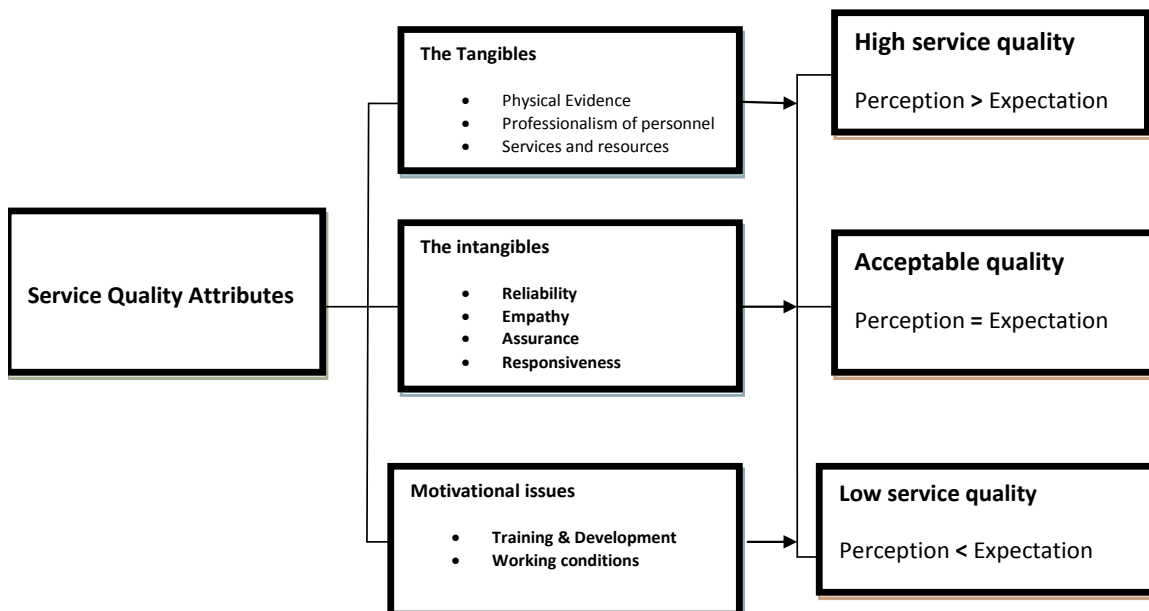 Service Quality Attributes
The Tangibles
• Physical Evidence
• Professionalism of personnel
• Services and resources
The intangibles
• Reliability
• Empathy
• Assurance
• Responsiveness
Motivational issues
• Training & Development
• Working conditions
High service quality
Perception > Expectation
Acceptable quality
Perception = Expectation
Low service quality
Perception < Expectation